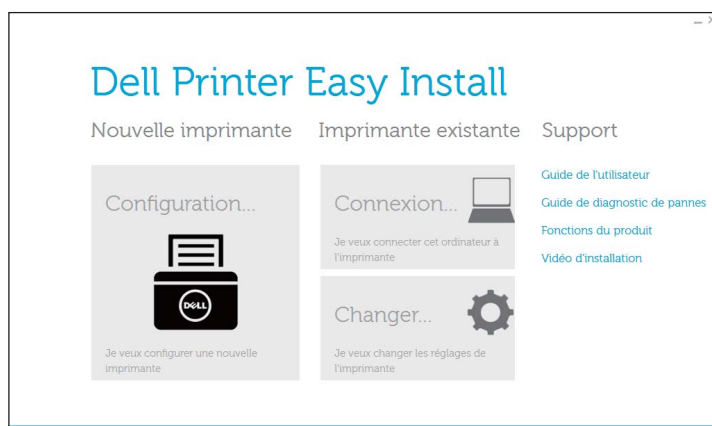 Dell Printer Easy Install
Nouvelle imprimante
Imprimante existante
Support
Configuration...
DELL
Je veux configurer une nouvelle
imprimante
Connexion...
Je veux connecter cet ordinateur à
l'imprimante
Changer...
Je veux changer les réglages de
l'imprimante
Guide de l'utilisateur
Guide de diagnostic de pannes
Fonctions du produit
Vidéo d'installation